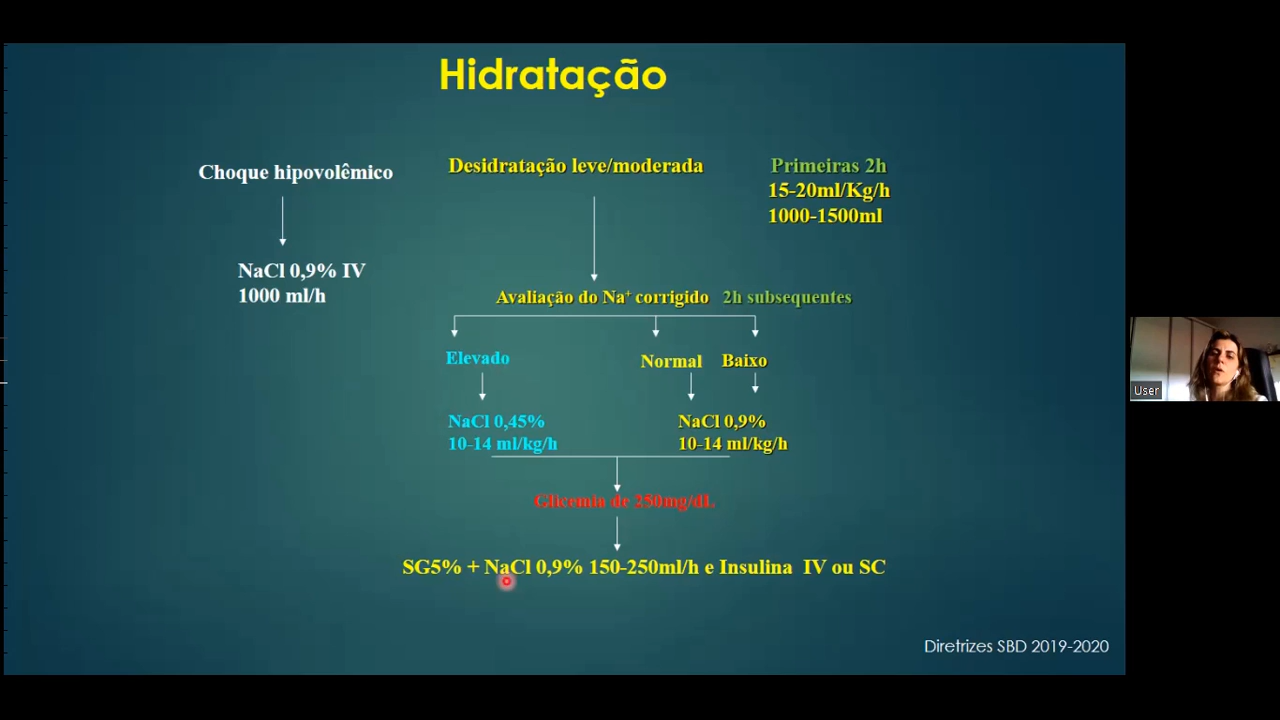 Hidratação
Choque hipovolêmico
NaCl 0,9% IV
1000 ml/h
Desidratação leve/moderada
Primeiras 2h
15-20ml/Kg/h
1000-1500ml
Avaliação do Na⁺ corrigido 2h subsequentes
Elevado
Normal
Baixo
NaCl 0,45%
10-14 ml/kg/h
NaCl 0,9%
10-14 ml/kg/h
Glicemia de 250mg/dL
SG5% + NaCl 0,9% 150-250ml/h e Insulina IV ou SC
Diretrizes SBD 2019-2020
User